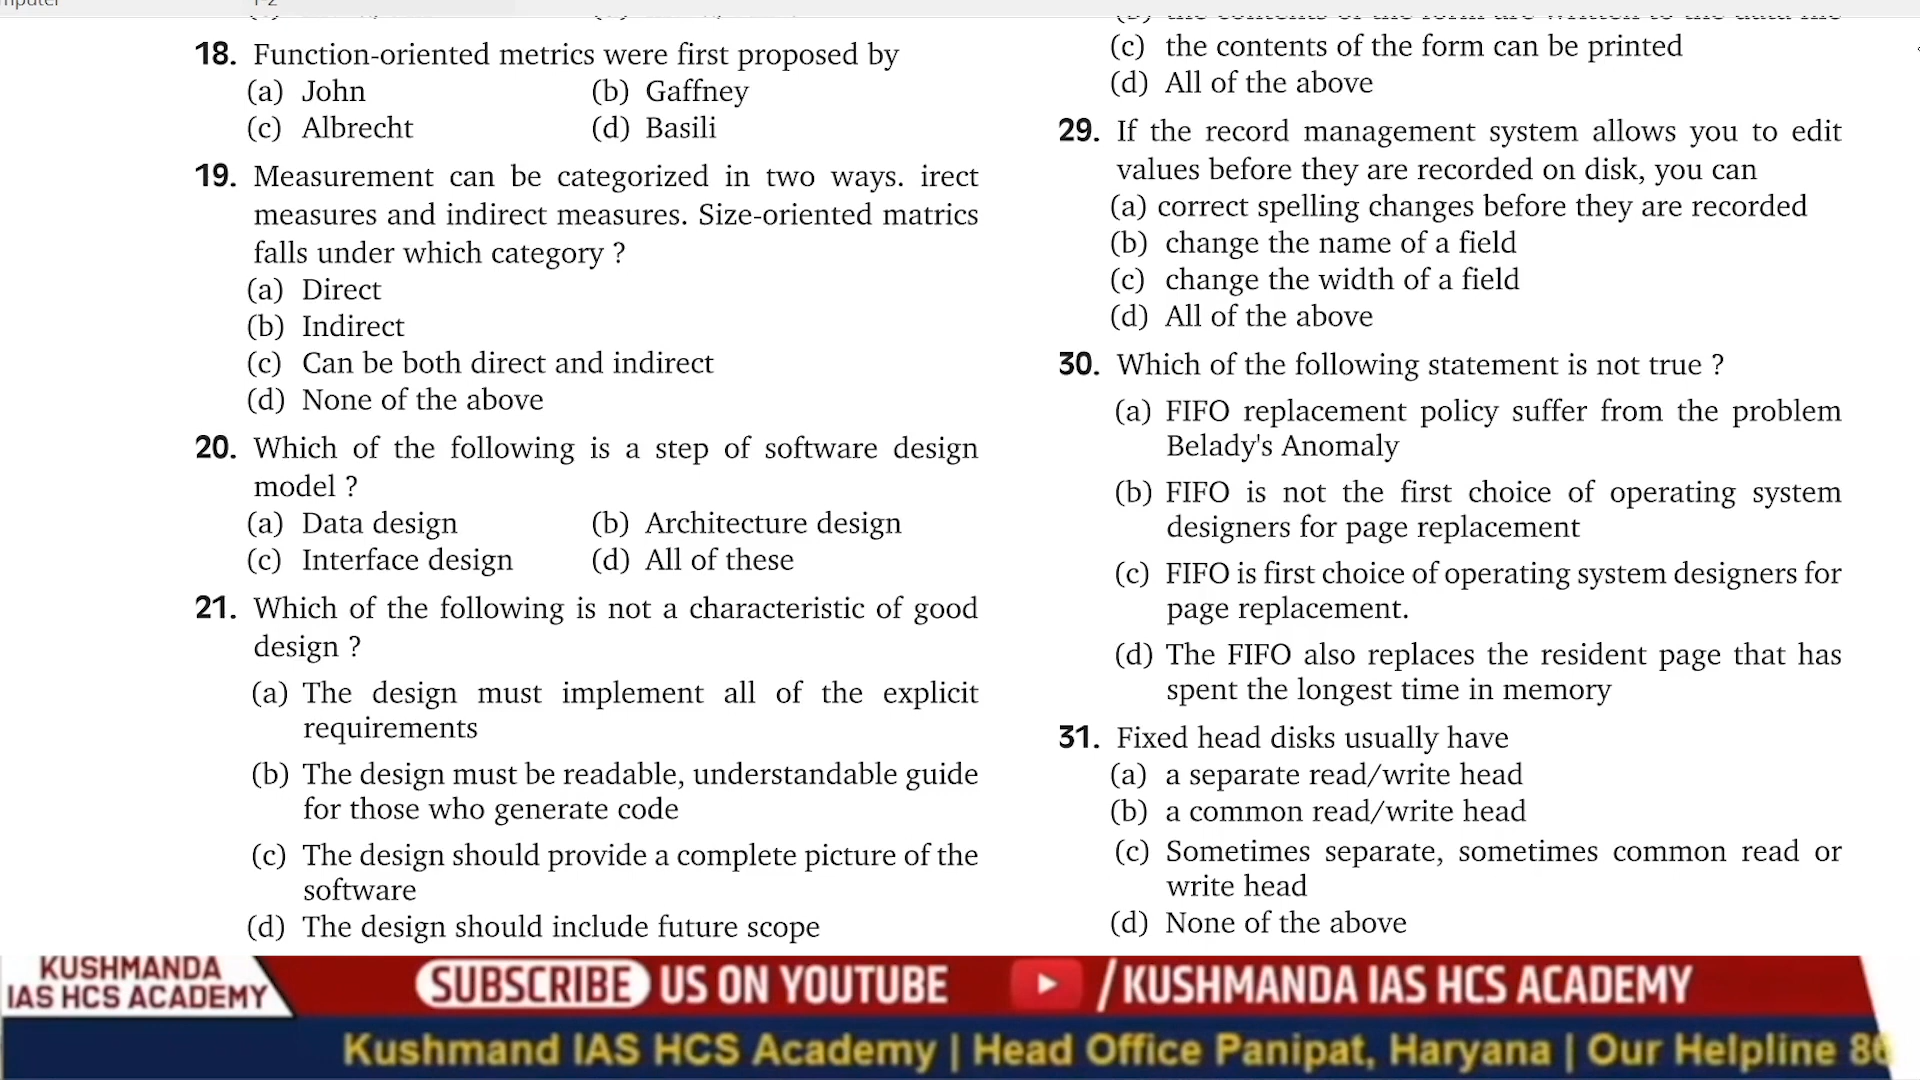 18. Function-oriented metrics were first proposed by
(a) John (b) Gaffney
(c) Albrecht (d) Basili
19. Measurement can be categorized in two ways. irect
measures and indirect measures. Size-oriented matrics
falls under which category ?
(a) Direct
(b) Indirect
(c) Can be both direct and indirect
(d) None of the above
20. Which of the following is a step of software design
model ?
(a) Data design (b) Architecture design
(c) Interface design (d) All of these
21. Which of the following is not a characteristic of good
design ?
(a) The design must implement all of the explicit
requirements
(b) The design must be readable, understandable guide
for those who generate code
(c) The design should provide a complete picture of the
software
(d) The design should include future scope
(c) the contents of the form can be printed
(d) All of the above
29. If the record management system allows you to edit
values before they are recorded on disk, you can
(a) correct spelling changes before they are recorded
(b) change the name of a field
(c) change the width of a field
(d) All of the above
30. Which of the following statement is not true ?
(a) FIFO replacement policy suffer from the problem
Belady's Anomaly
(b) FIFO is not the first choice of operating system
designers for page replacement
(c) FIFO is first choice of operating system designers for
page replacement.
(d) The FIFO also replaces the resident page that has
spent the longest time in memory
31. Fixed head disks usually have
(a) a separate read/write head
(b) a common read/write head
(c) Sometimes separate, sometimes common read or
write head
(d) None of the above
KUSHMANDA
IAS HCS ACADEMY
SUBSCRIBE US ON YOUTUBE /KUSHMANDA IAS HCS ACADEMY
Kushmand IAS HCS Academy | Head Office Panipat, Haryana | Our Helpline